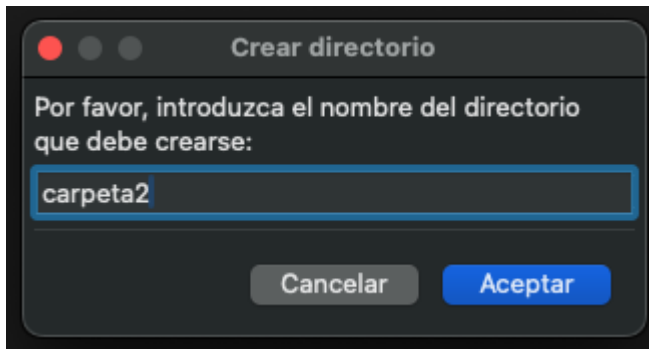 Crear directorio
Por favor, introduzca el nombre del directorio
que debe crearse:
carpeta2
Cancelar
Aceptar